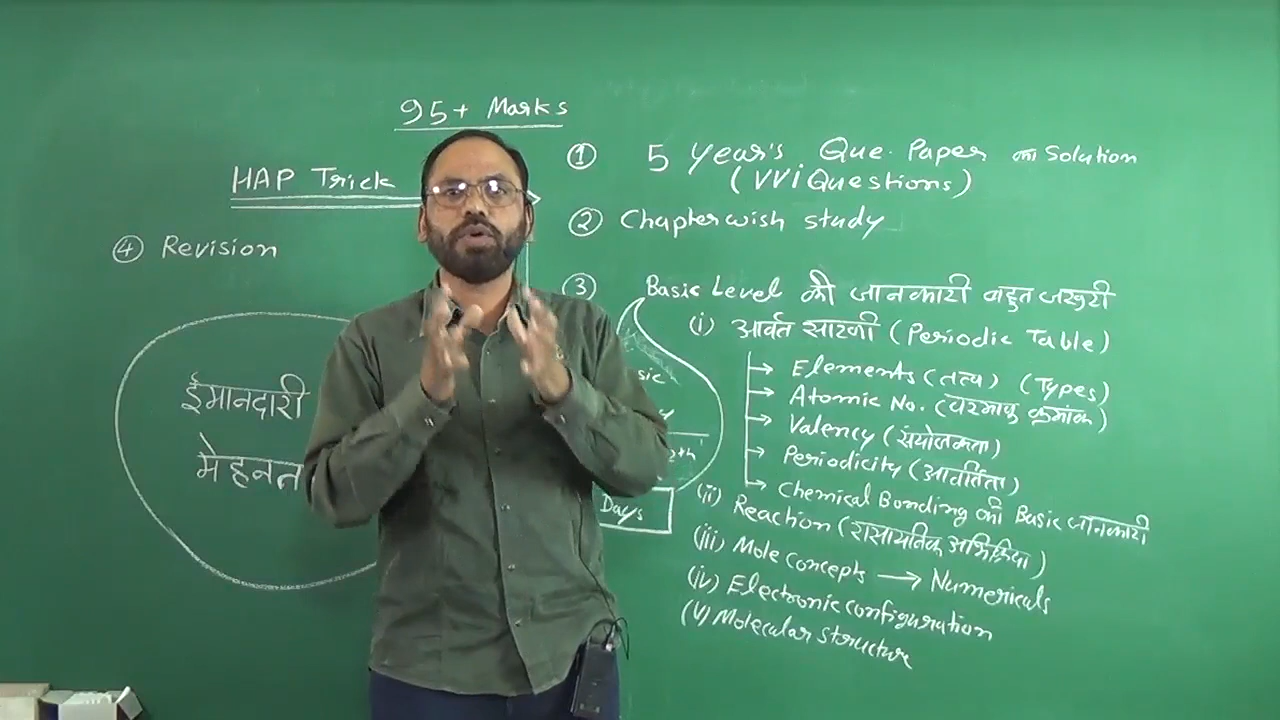 95+ Marks
HAP Trick
④ Revision
ईमानदारी
मेहनत
① 5 Year's Que. Paper का Solution
(VVi Questions)
② Chapterwish study
③ Basic Level की जानकारी बहुत जरुरी
(i) आर्वत सारणी (Periodic Table)
→ Elements (तत्व) (Types)
→ Atomic No. (परमाणु क्रमांक)
→ Valency (संयोजकता)
→ Periodicity (आवर्तिता)
→ Chemical Bonding की Basic जानकारी
(ii) Reaction (रासायनिक अभिक्रिया)
(iii) Mole concepts → Numericals
(iv) Electronic configuration
(V) Molecular structure
Days